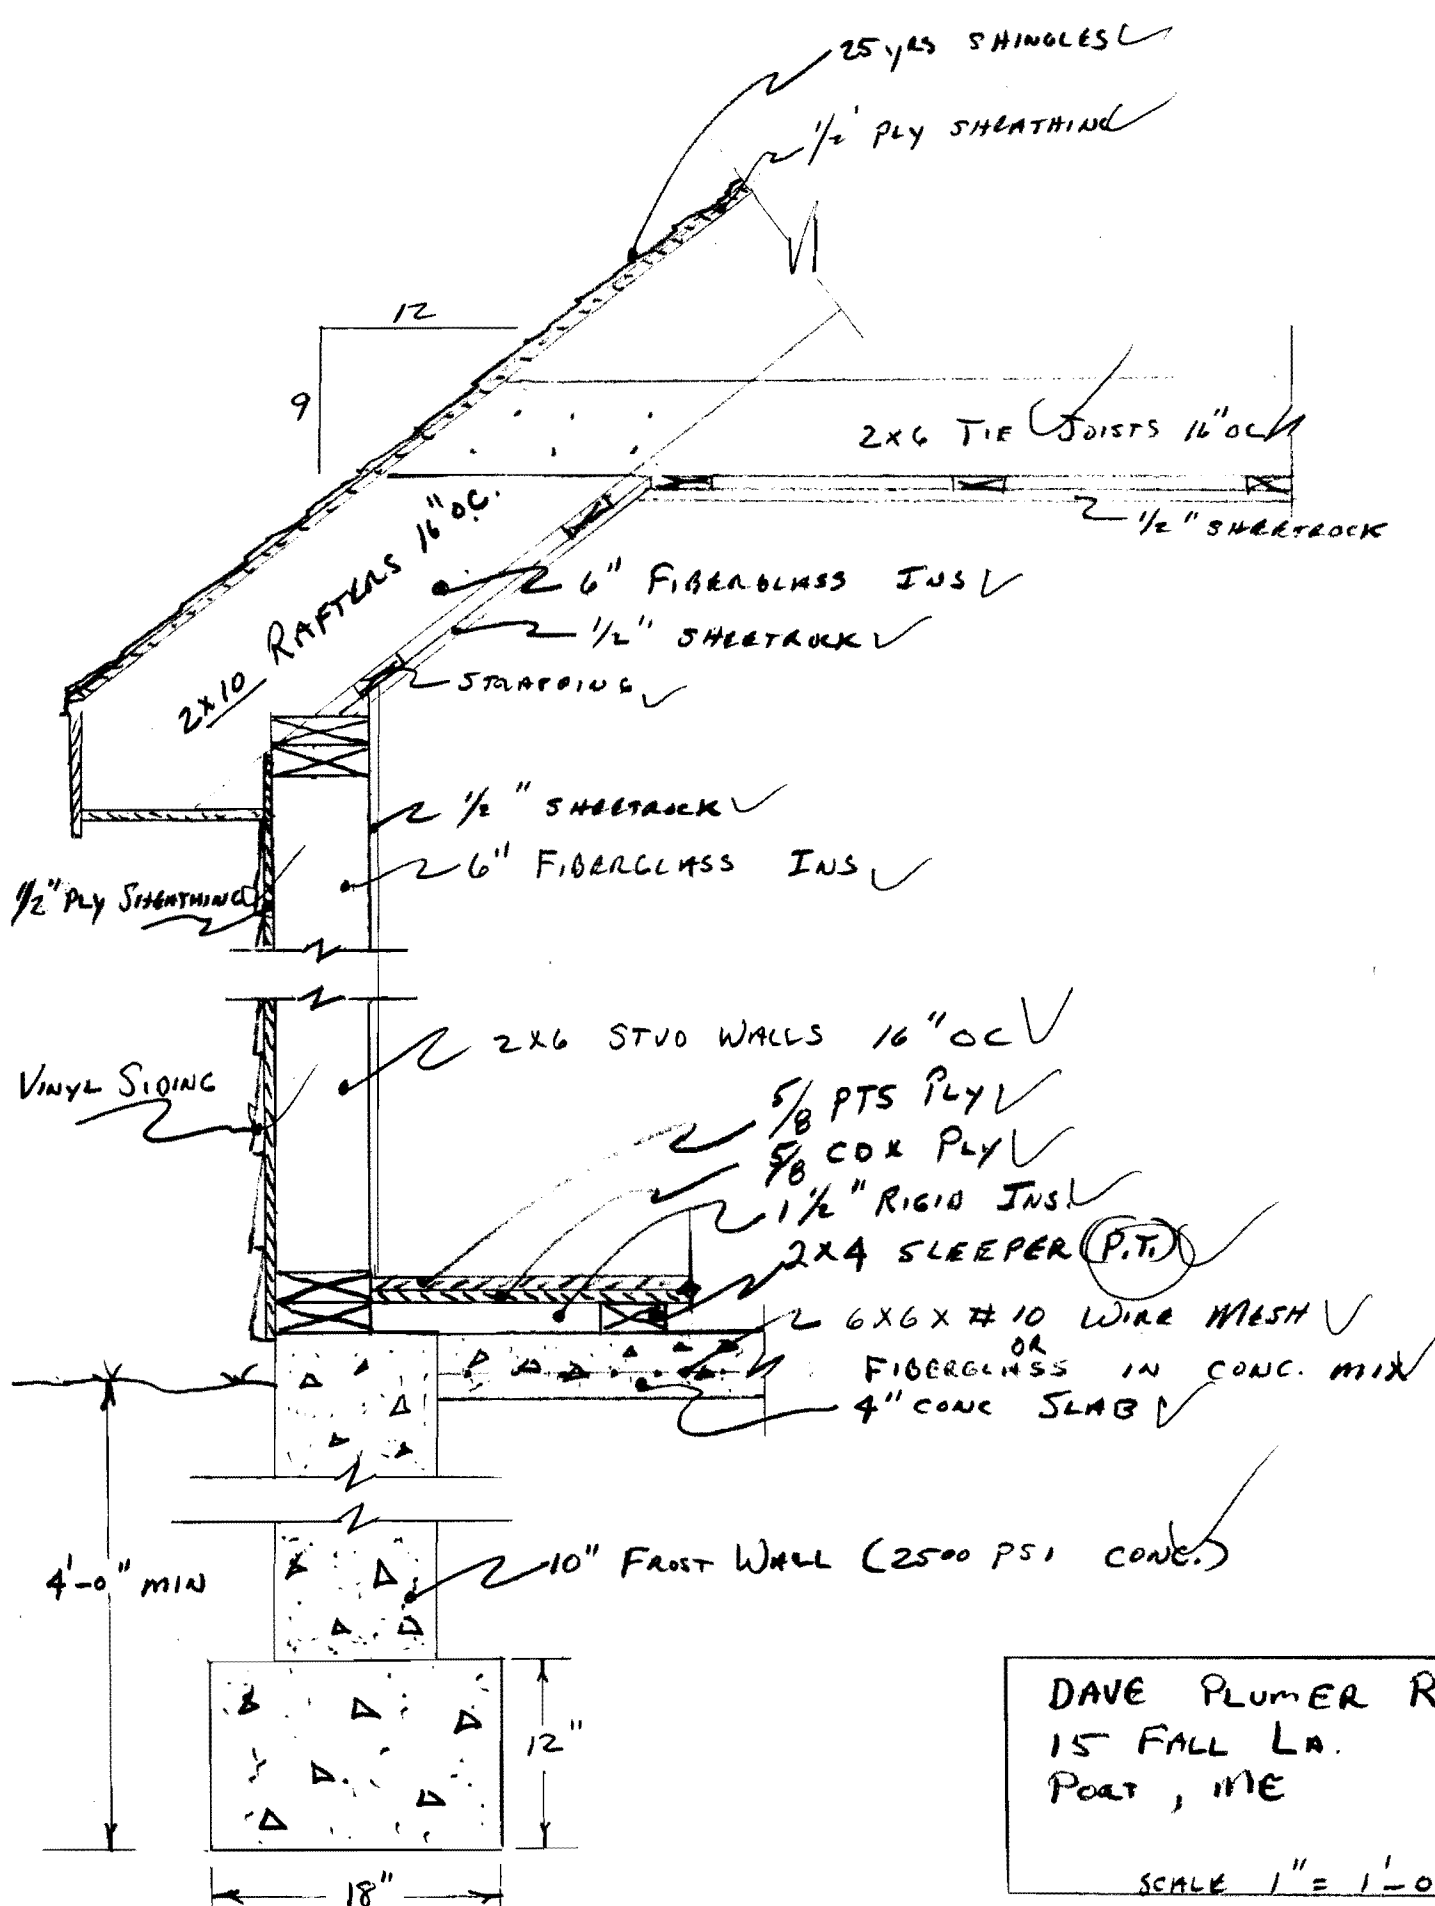 25 yrs SHINGLES
1/2' PLY SHEATHING
12
9
2x6 TIE JOISTS 16" OC
1/2" SHEETROCK
2x10 RAFTERS 16" O.C.
6" FIBERGLASS INS
1/2" SHEETROCK
STRAPPING
1/2" SHEETROCK
6" FIBERGLASS INS
1/2" PLY SHEATHING
2x6 STUD WALLS 16" OC
VINYL SIDING
5/8 PTS PLY
5/8 CDX PLY
1 1/2" RIGID INS
2x4 SLEEPER (P.T.)
6x6x #10 WIRE MESH
OR
FIBERGLASS IN CONC. MIX
4" CONC SLAB
10" FROST WALL (2500 PSI CONC.)
4'-0" MIN
12"
18"
DAVE PLUMER R
15 FALL LA.
PORT, ME
SCALE 1" = 1'-0